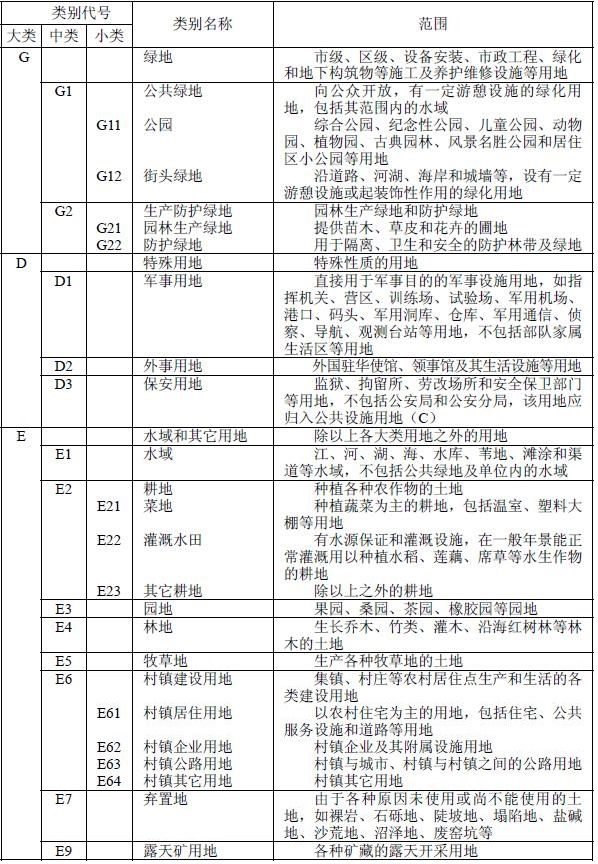 类别代号 类别名称 范围
大类 中类 小类
G 绿地 市级、区级、设备安装、市政工程、绿化
和地下构筑物等施工及养护维修设施等用地
G1 公共绿地 向公众开放，有一定游憩设施的绿化用
地，包括其范围内的水域
G11 公园 综合公园、纪念性公园、儿童公园、动物
园、植物园、古典园林、风景名胜公园和居住
区小公园等用地
G12 街头绿地 沿道路、河湖、海岸和城墙等，设有一定
游憩设施或起装饰性作用的绿化用地
G2 生产防护绿地 园林生产绿地和防护绿地
G21 园林生产绿地 提供苗木、草皮和花卉的圃地
G22 防护绿地 用于隔离、卫生和安全的防护林带及绿地
D 特殊用地 特殊性质的用地
D1 军事用地 直接用于军事目的的军事设施用地，如指
挥机关、营区、训练场、试验场、军用机场、
港口、码头、军用洞库、仓库、军用通信、侦
察、导航、观测台站等用地，不包括部队家属
生活区等用地
D2 外事用地 外国驻华使馆、领事馆及其生活设施等用地
D3 保安用地 监狱、拘留所、劳改场所和安全保卫部门
等用地，不包括公安局和公安分局，该用地应
归入公共设施用地（C）
E 水域和其它用地 除以上各大类用地之外的用地
E1 水域 江、河、湖、海、水库、苇地、滩涂和渠
道等水域，不包括公共绿地及单位内的水域
E2 耕地 种植各种农作物的土地
E21 菜地 种植蔬菜为主的耕地，包括温室、塑料大
棚等用地
E22 灌溉水田 有水源保证和灌溉设施，在一般年景能正
常灌溉用以种植水稻、莲藕、席草等水生作物
的耕地
E23 其它耕地 除以上之外的耕地
E3 园地 果园、桑园、茶园、橡胶园等园地
E4 林地 生长乔木、竹类、灌木、沿海红树林等林
木的土地
E5 牧草地 生产各种牧草地的土地
E6 村镇建设用地 集镇、村庄等农村居住点生产和生活的各
类建设用地
E61 村镇居住用地 以农村住宅为主的用地，包括住宅、公共
服务设施和道路等用地
E62 村镇企业用地 村镇企业及其附属设施用地
E63 村镇公路用地 村镇与城市、村镇与村镇之间的公路用地
E64 村镇其它用地 村镇其它用地
E7 弃置地 由于各种原因未使用或尚不能使用的土
地，如裸岩、石砾地、陡坡地、塌陷地、盐碱
地、沙荒地、沼泽地、废窑坑等
E9 露天矿用地 各种矿藏的露天开采用地